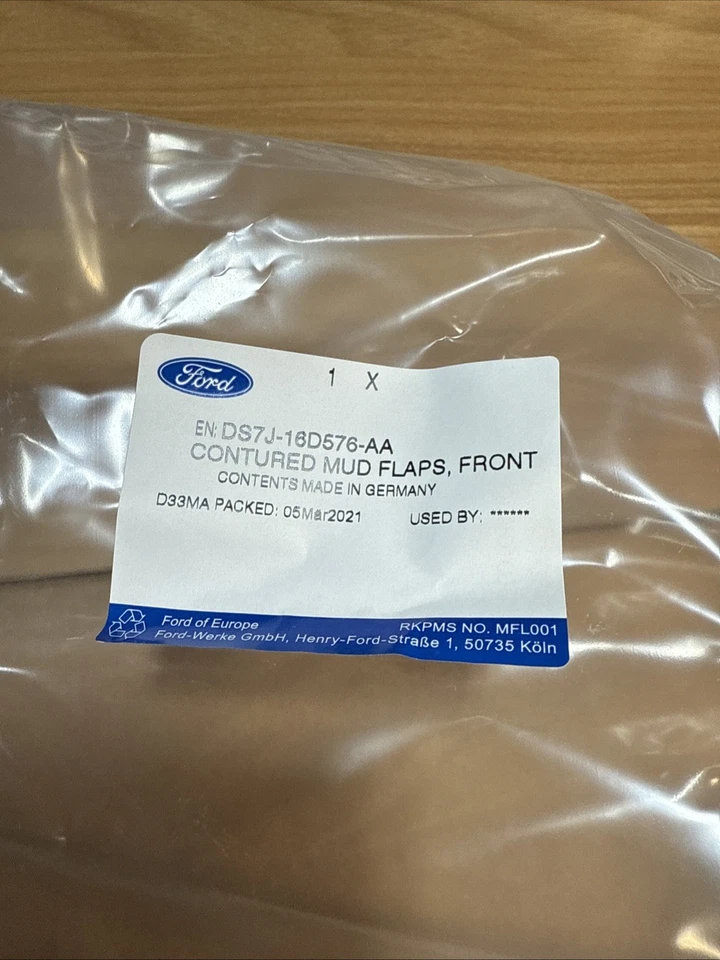 Ford
1 X
EN: DS7J-16D576-AA
CONTURED MUD FLAPS, FRONT
CONTENTS MADE IN GERMANY
D33MA PACKED: 05Mar2021 USED BY: ******
Ford of Europe RKPMS NO. MFL001
Ford-Werke GmbH, Henry-Ford-Straße 1, 50735 Köln